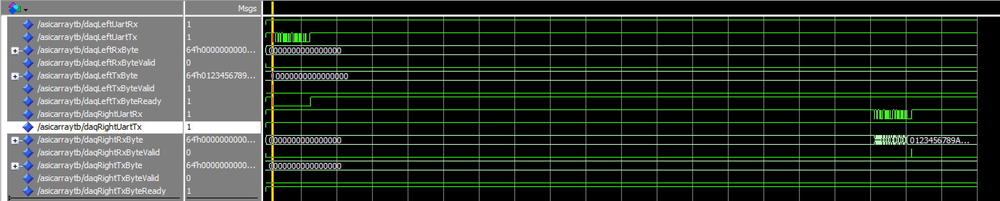 Msgs
/asicarraytb/daqLeftUartRx 1
/asicarraytb/daqLeftUartTx 1
/asicarraytb/daqLeftRxByte 64'h0000000000... 0000000000000000
/asicarraytb/daqLeftRxByteValid 0
/asicarraytb/daqLeftTxByte 64'h0123456789... 0000000000000000
/asicarraytb/daqLeftTxByteValid 1
/asicarraytb/daqLeftTxByteReady 1
/asicarraytb/daqRightUartRx 1
/asicarraytb/daqRightUartTx 1
/asicarraytb/daqRightRxByte 64'h0000000000... 0000000000000000 0123456789A...
/asicarraytb/daqRightRxByteValid 0
/asicarraytb/daqRightTxByte 64'h0000000000... 0000000000000000
/asicarraytb/daqRightTxByteValid 0
/asicarraytb/daqRightTxByteReady 1